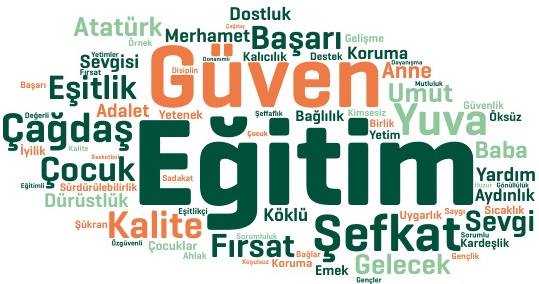 Dostluk
Atatürk Çağdaş
Örnek Merhamet Başarı Gelişme
Yetimler Donanımlı Kalıcılık Destek Koruma
Sevgisi Güven Dayanışma
Fırsat Disiplin Anne Mutluluk
Başarı Eşitlik Umut
Adalet Yetenek Şeffaflık Bağlılık Kimsesiz Yuva Güvenlik
Değerli Birlik Öksüz
Çağdaş Eğitim Çocuk Yetim
İyilik Kalite Baba
Basketbol
Çocuk Sadakat Yardım
Eğitimli Sürdürülebilirlik Huzur Gönüllülük
Dürüstlük Aydınlık
Eşitlikçi Köklü Uygarlık Saygı Sıcaklık
Şükran Kalite Şefkat Sevgi
Özgüvenli Çocuklar Sorumluluk Sorumlu
Fırsat Kardeşlik
Ahlak Bağlar Gençlik
Koşulsuz Koruma Emek Gelecek
Gençler